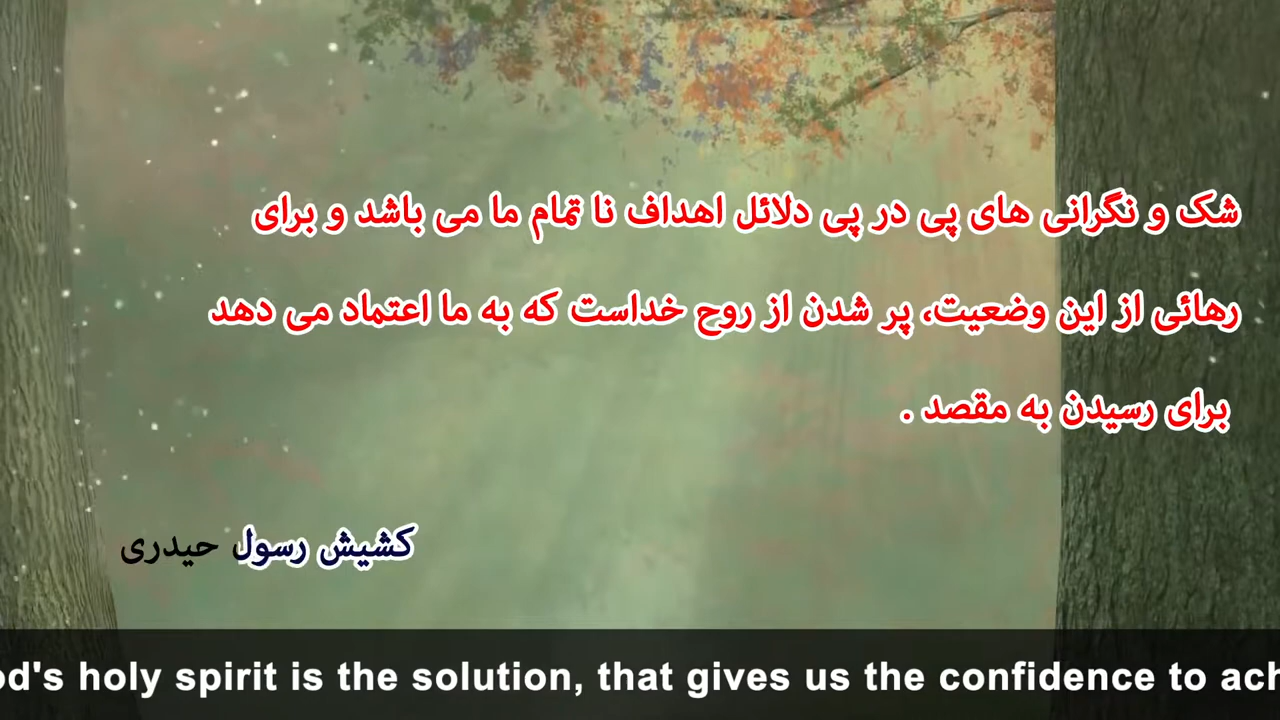 شک و نگرانی های پی در پی دلائل اهداف نا تمام ما می باشد و برای
رهائی از این وضعیت، پر شدن از روح خداست که به ما اعتماد می دهد
برای رسیدن به مقصد .
کشیش رسول حیدری
's holy spirit is the solution, that gives us the confidence to